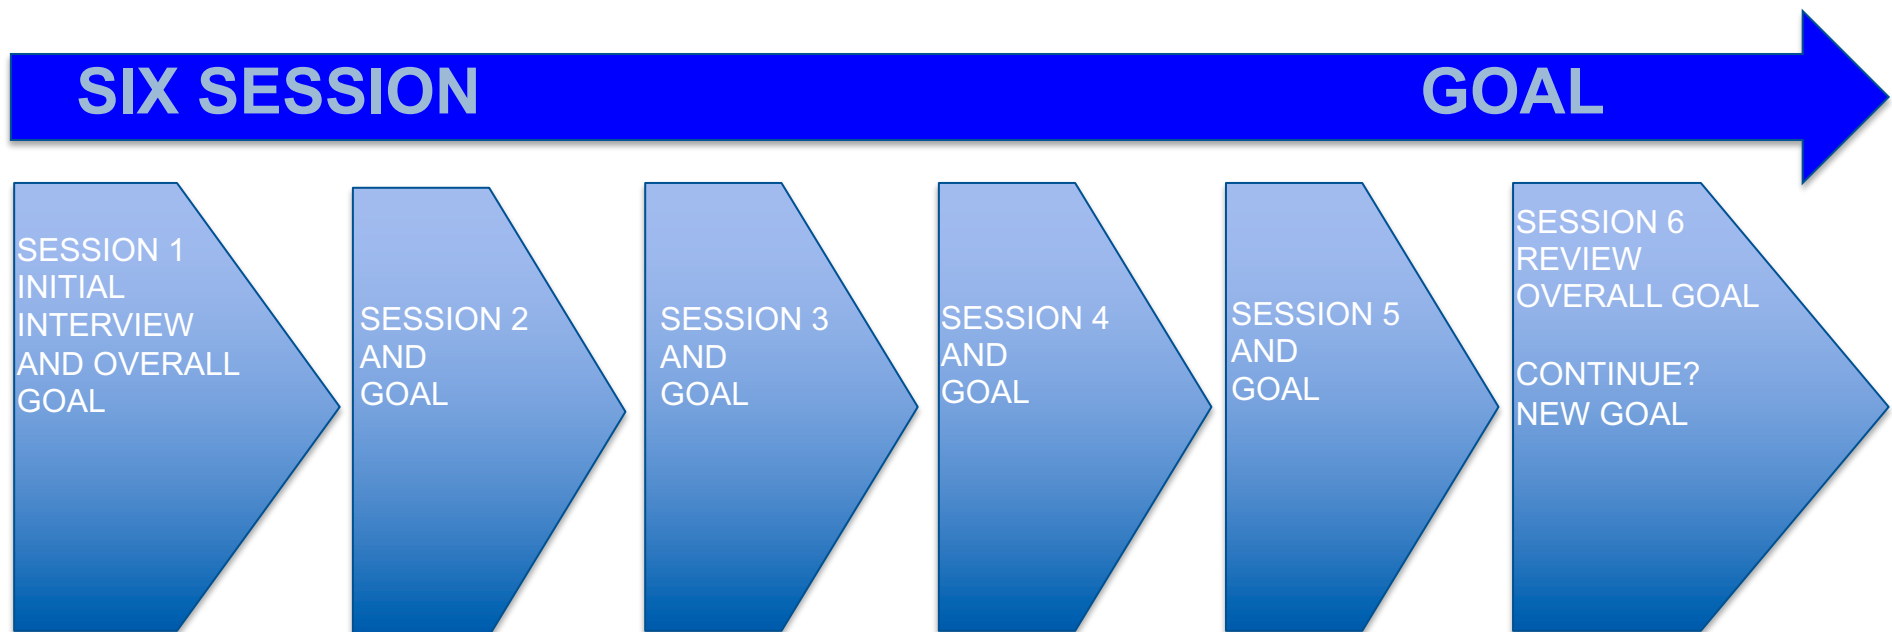 SIX SESSION GOAL
SESSION 1
INITIAL
INTERVIEW
AND OVERALL
GOAL
SESSION 2
AND
GOAL
SESSION 3
AND
GOAL
SESSION 4
AND
GOAL
SESSION 5
AND
GOAL
SESSION 6
REVIEW
OVERALL GOAL
CONTINUE?
NEW GOAL